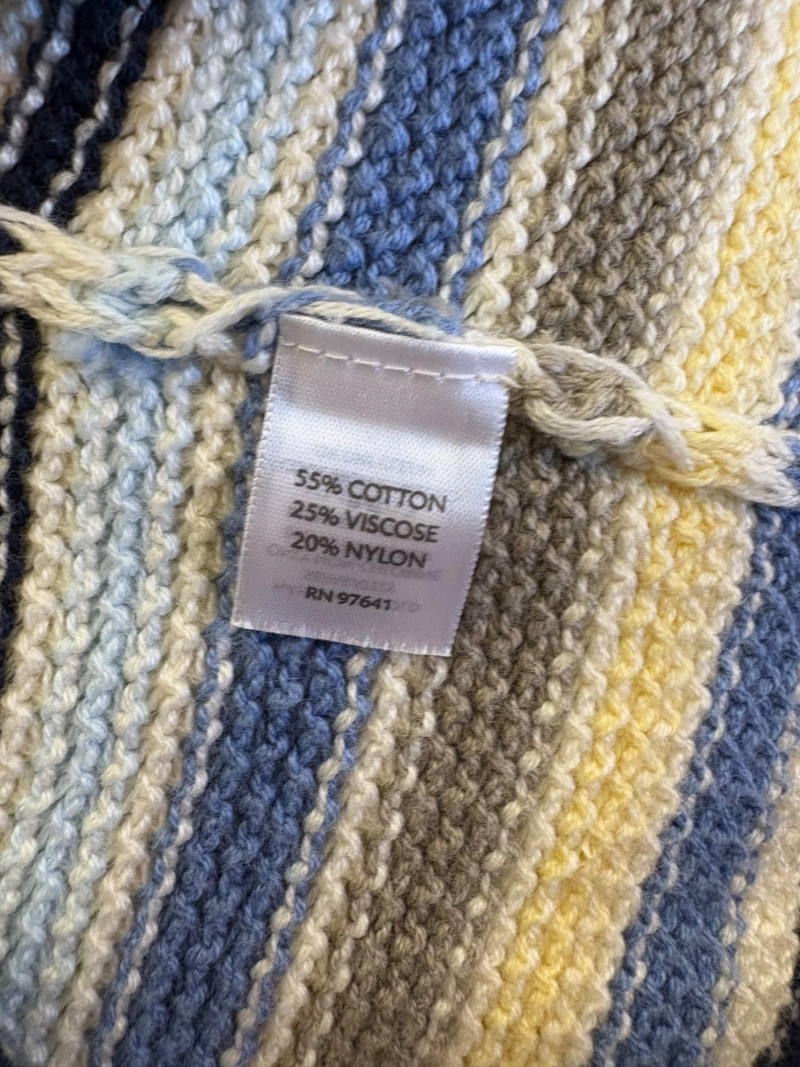 55% COTTON
25% VISCOSE
20% NYLON
RN 97641